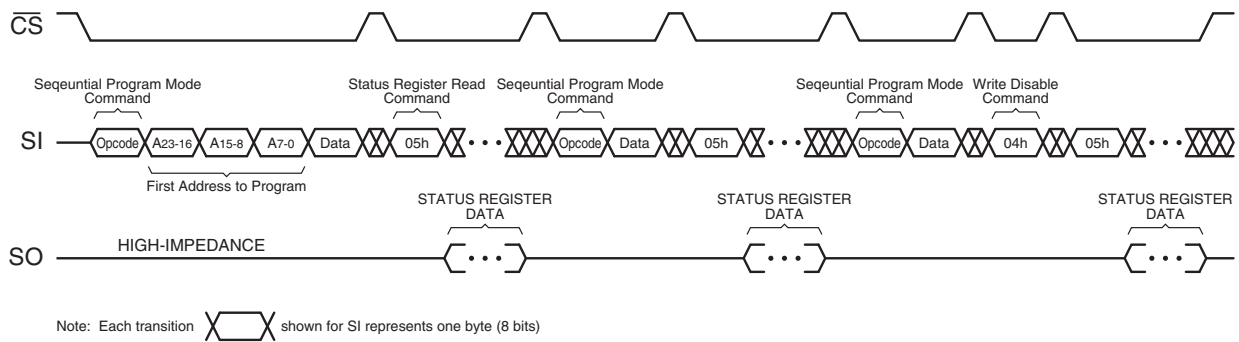 CS
Seqeuntial Program Mode
Command
Status Register Read
Command
Seqeuntial Program Mode
Command
Seqeuntial Program Mode
Command
Write Disable
Command
SI
Opcode A23-16 A15-8 A7-0 Data 05h • • • Opcode Data 05h • • • Opcode Data 04h 05h • • •
First Address to Program
STATUS REGISTER
DATA
STATUS REGISTER
DATA
STATUS REGISTER
DATA
SO
HIGH-IMPEDANCE
• • • • • • • • •
Note: Each transition shown for SI represents one byte (8 bits)